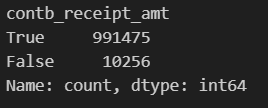 contb_receipt_amt
True     991475
False     10256
Name: count, dtype: int64